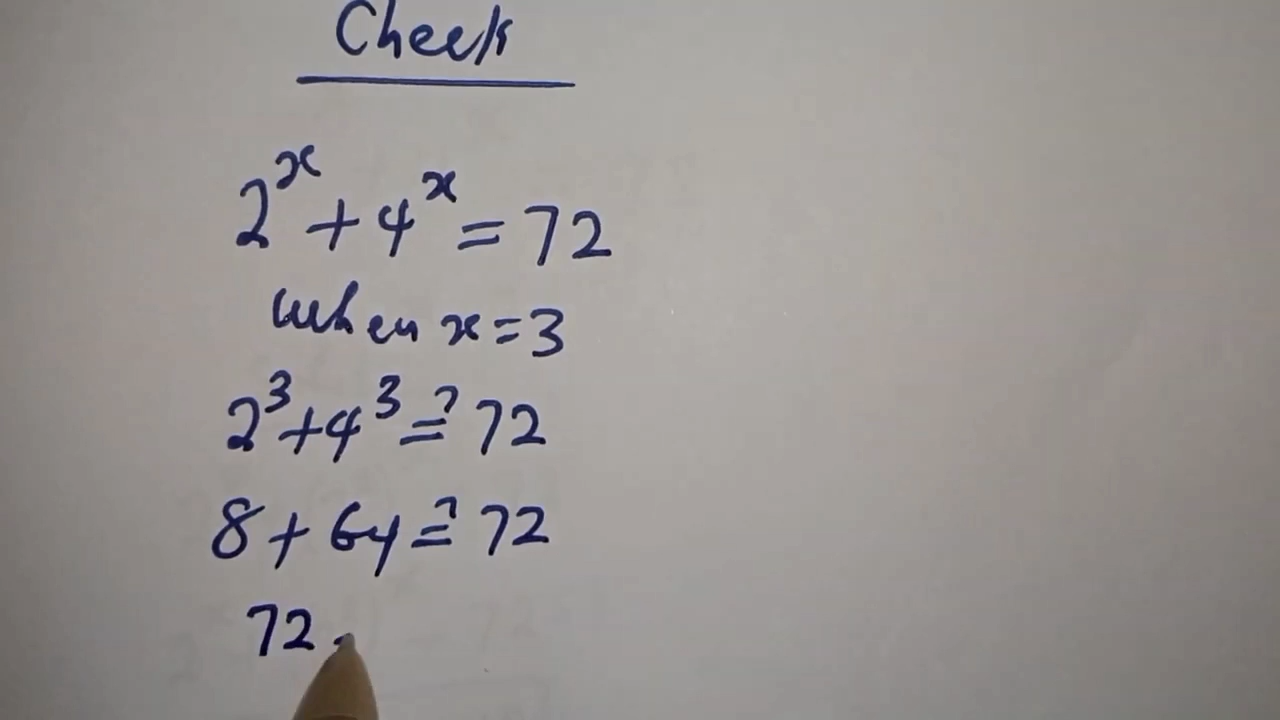 Check
2^x + 4^x = 72
when x = 3
2^3 + 4^3 =? 72
8 + 64 =? 72
72